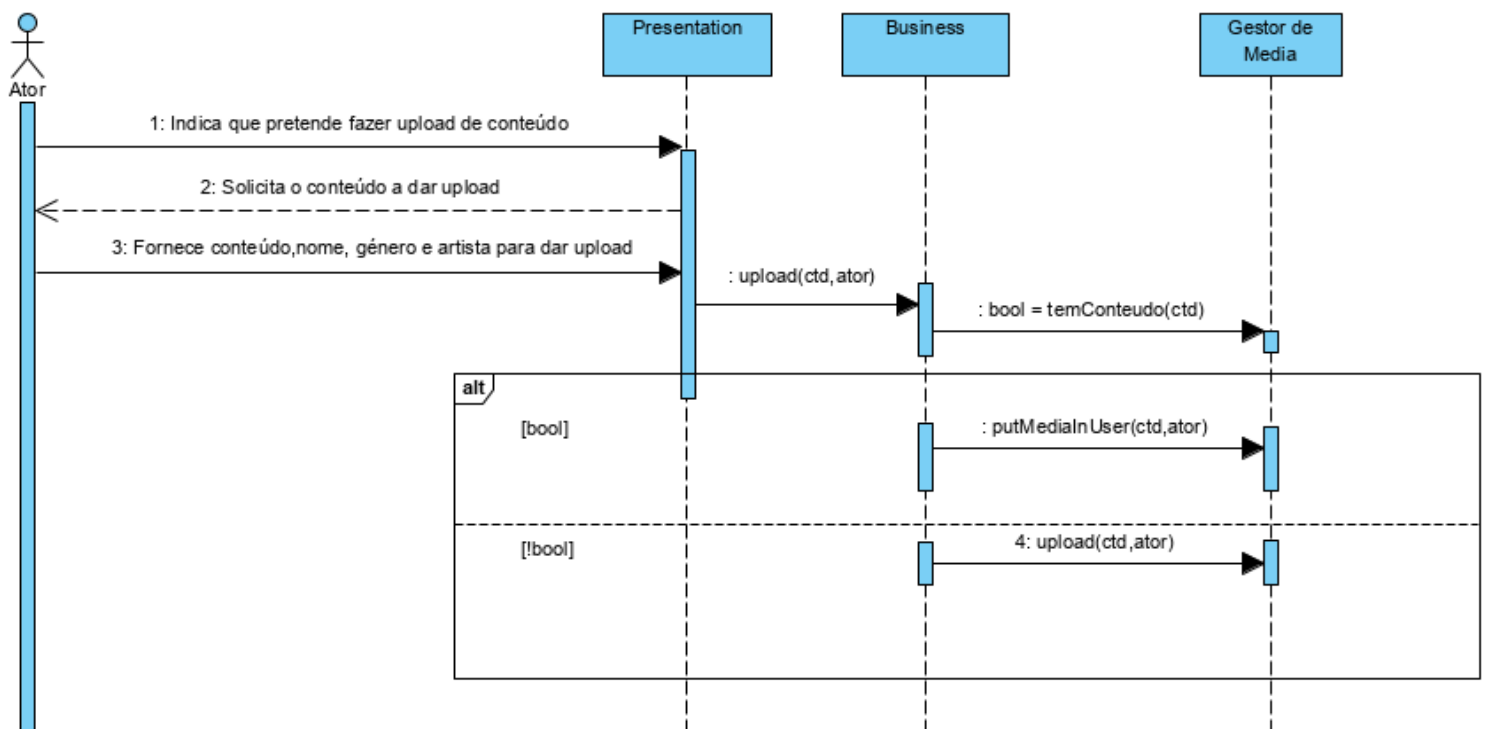 Presentation
Business
Gestor de
Media
Ator
1: Indica que pretende fazer upload de conteúdo
2: Solicita o conteúdo a dar upload
3: Fornece conteúdo,nome, género e artista para dar upload
: upload(ctd,ator)
: bool = temConteudo(ctd)
alt
[bool]
: putMediaInUser(ctd,ator)
[!bool]
4: upload(ctd,ator)